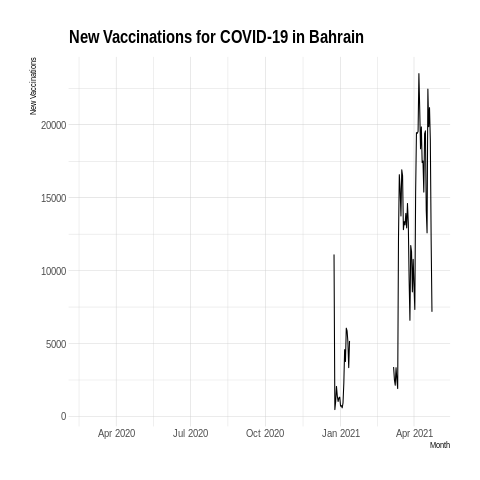 New Vaccinations for COVID-19 in Bahrain
New Vaccinations
20000
15000
10000
5000
0
Apr 2020 Jul 2020 Oct 2020 Jan 2021 Apr 2021
Month